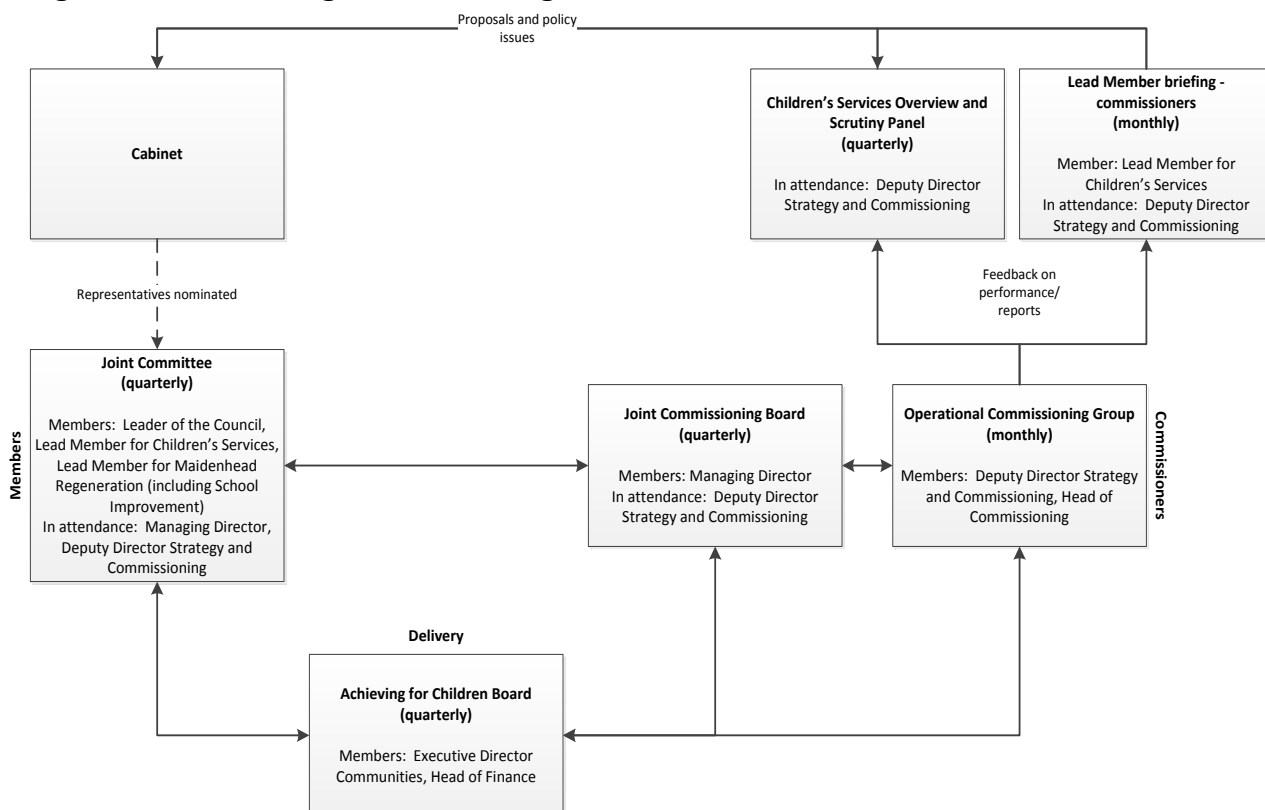 Proposals and policy
issues
Cabinet
Children’s Services Overview and
Scrutiny Panel
(quarterly)
In attendance: Deputy Director
Strategy and Commissioning
Lead Member briefing -
commissioners
(monthly)
Member: Lead Member for
Children’s Services
In attendance: Deputy Director
Strategy and Commissioning
Representatives nominated
Feedback on
performance/
reports
Members
Joint Committee
(quarterly)
Members: Leader of the Council,
Lead Member for Children’s Services,
Lead Member for Maidenhead
Regeneration (including School
Improvement)
In attendance: Managing Director,
Deputy Director Strategy and
Commissioning
Joint Commissioning Board
(quarterly)
Members: Managing Director
In attendance: Deputy Director
Strategy and Commissioning
Operational Commissioning Group
(monthly)
Members: Deputy Director Strategy
and Commissioning, Head of
Commissioning
Commissioners
Delivery
Achieving for Children Board
(quarterly)
Members: Executive Director
Communities, Head of Finance